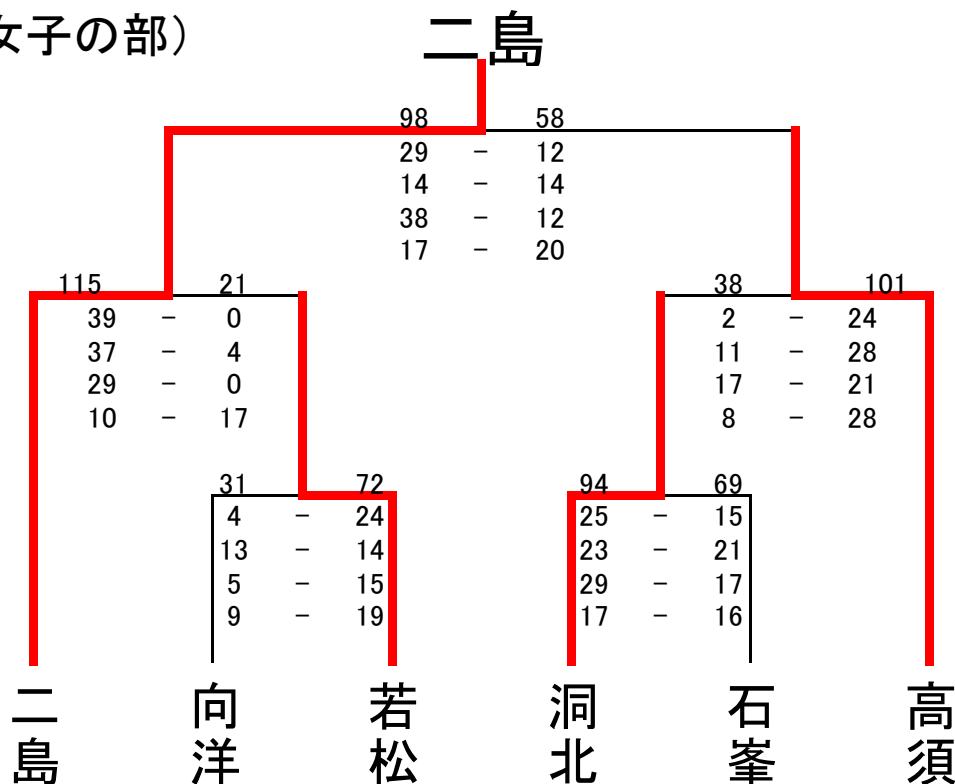 女子の部）
二島
98 58
29 - 12
14 - 14
38 - 12
17 - 20
115 21
39 - 0
37 - 4
29 - 0
10 - 17
38 101
2 - 24
11 - 28
17 - 21
8 - 28
31 72
4 - 24
13 - 14
5 - 15
9 - 19
94 69
25 - 15
23 - 21
29 - 17
17 - 16
二島
向洋
若松
洞北
石峯
高須